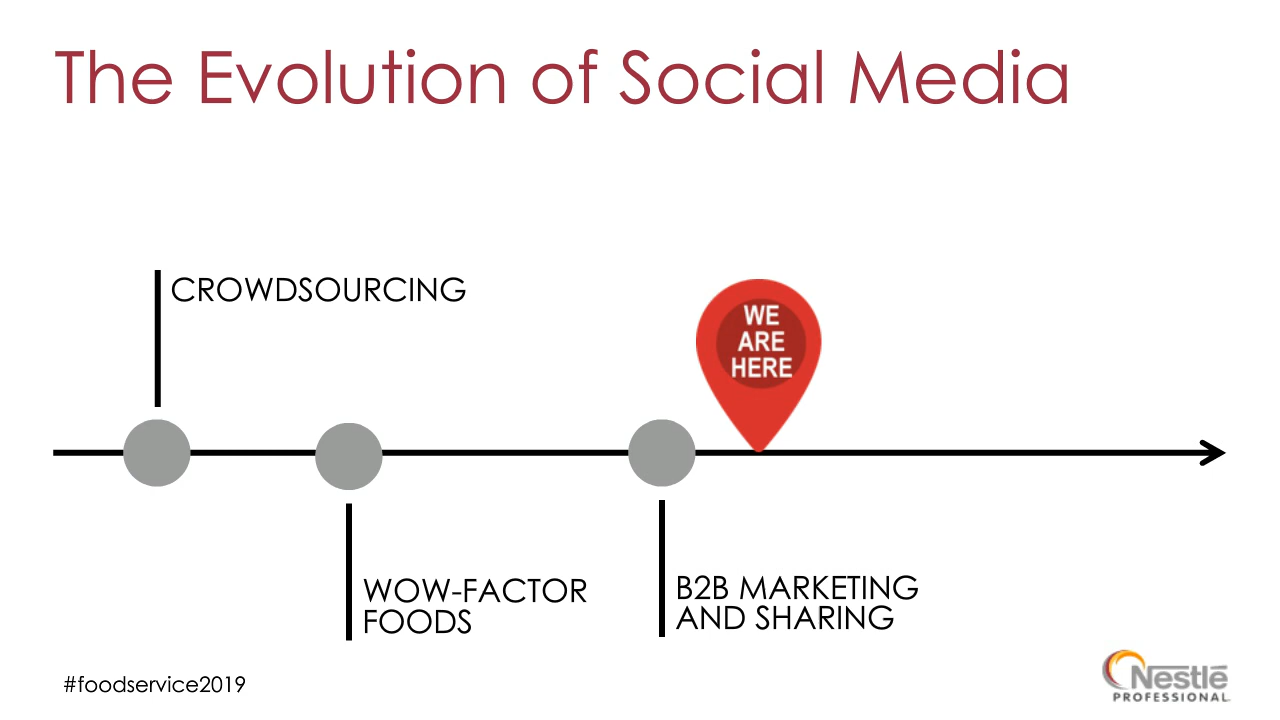 The Evolution of Social Media
CROWDSOURCING
WE
ARE
HERE
WOW-FACTOR
FOODS
B2B MARKETING
AND SHARING
#foodservice2019
Nestlé
PROFESSIONAL.